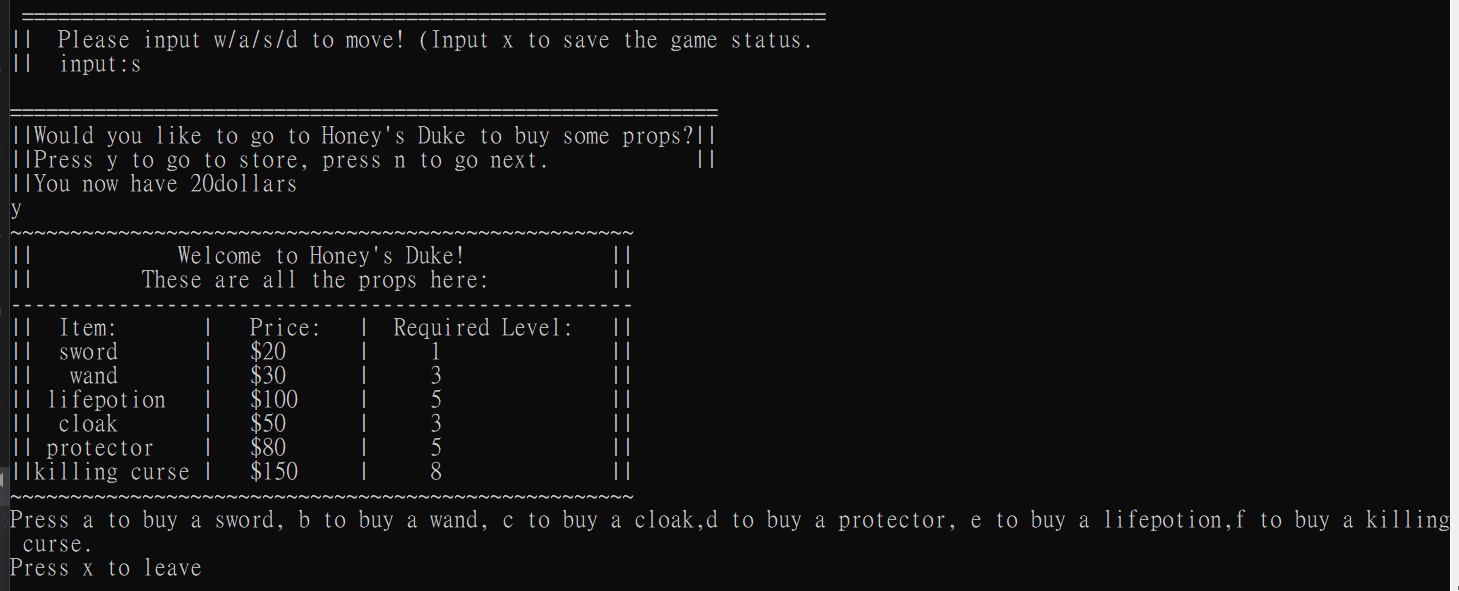 ====================================================================
||  Please input w/a/s/d to move! (Input x to save the game status.
||  input:s
============================================================
||Would you like to go to Honey's Duke to buy some props?||
||Press y to go to store, press n to go next.            ||
||You now have 20dollars
y
~~~~~~~~~~~~~~~~~~~~~~~~~~~~~~~~~~~~~~~~~~~~~~~~~~~~
||            Welcome to Honey's Duke!            ||
||         These are all the props here:          ||
----------------------------------------------------
||  Item:       |   Price:   |  Required Level:   ||
||  sword       |   $20      |     1              ||
||   wand       |   $30      |     3              ||
|| lifepotion   |   $100     |     5              ||
||  cloak       |   $50      |     3              ||
|| protector    |   $80      |     5              ||
||killing curse |   $150     |     8              ||
~~~~~~~~~~~~~~~~~~~~~~~~~~~~~~~~~~~~~~~~~~~~~~~~~~~~
Press a to buy a sword, b to buy a wand, c to buy a cloak,d to buy a protector, e to buy a lifepotion,f to buy a killing
 curse.
Press x to leave